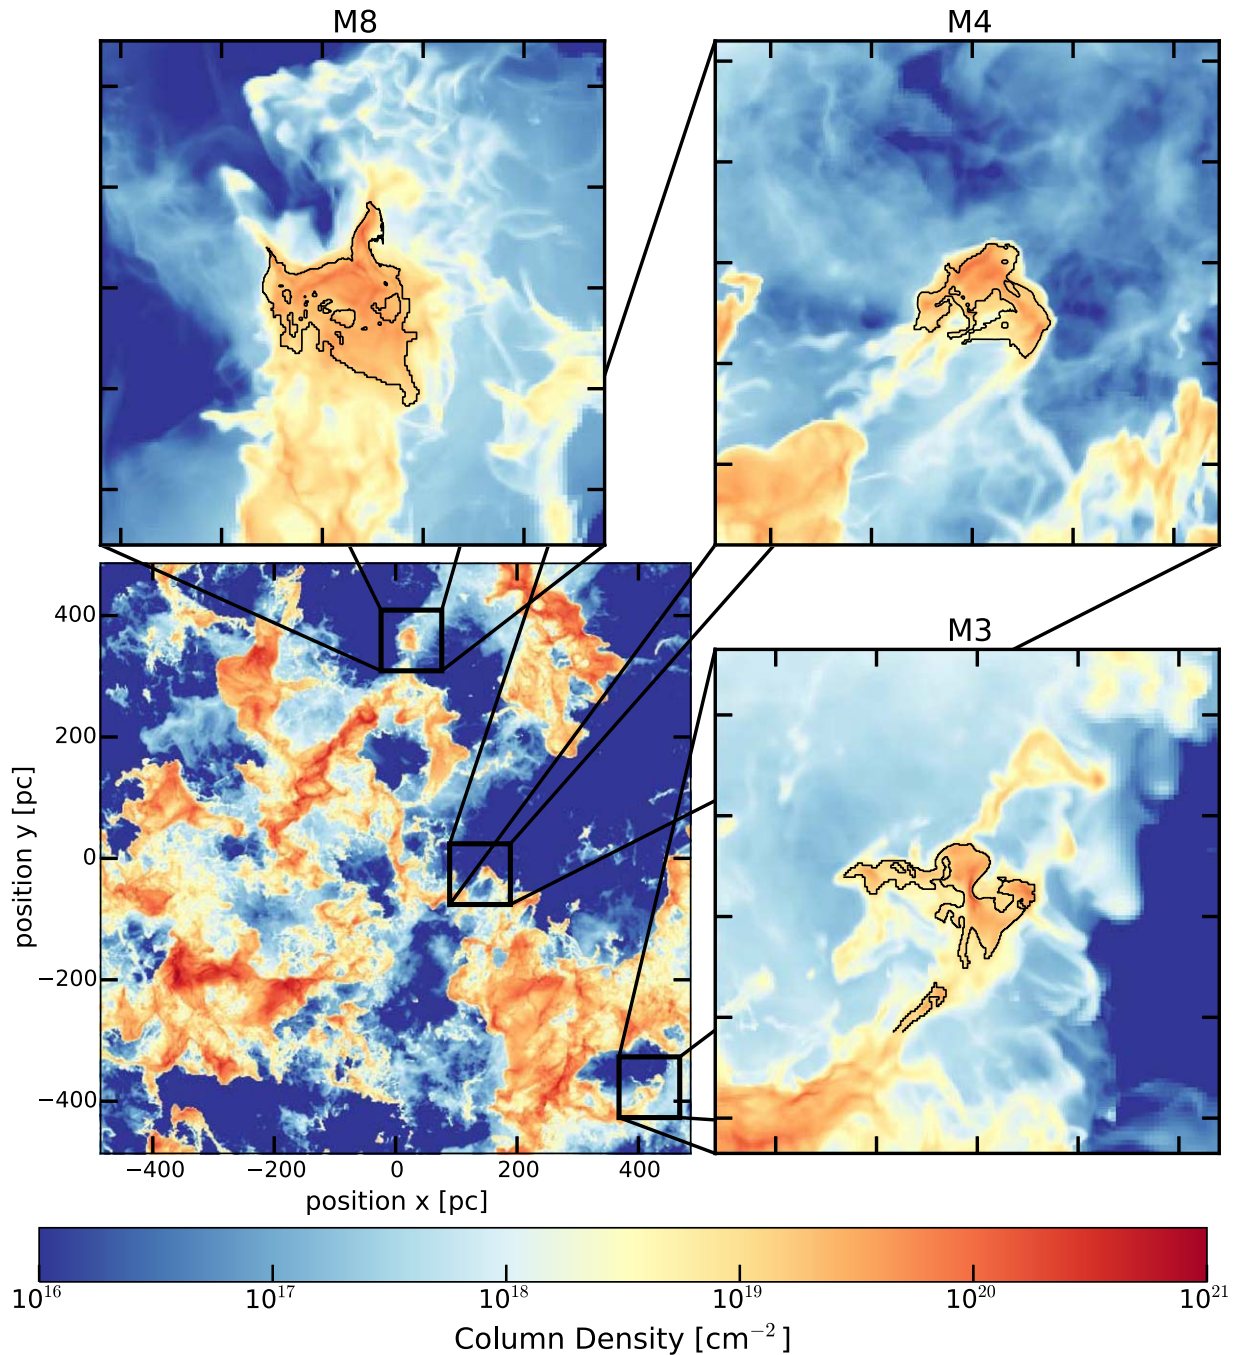 M8
M4
M3
400
200
0
−200
−400
position y [pc]
−400 −200 0 200 400
position x [pc]
10^16 10^17 10^18 10^19 10^20 10^21
Column Density [cm^−2]